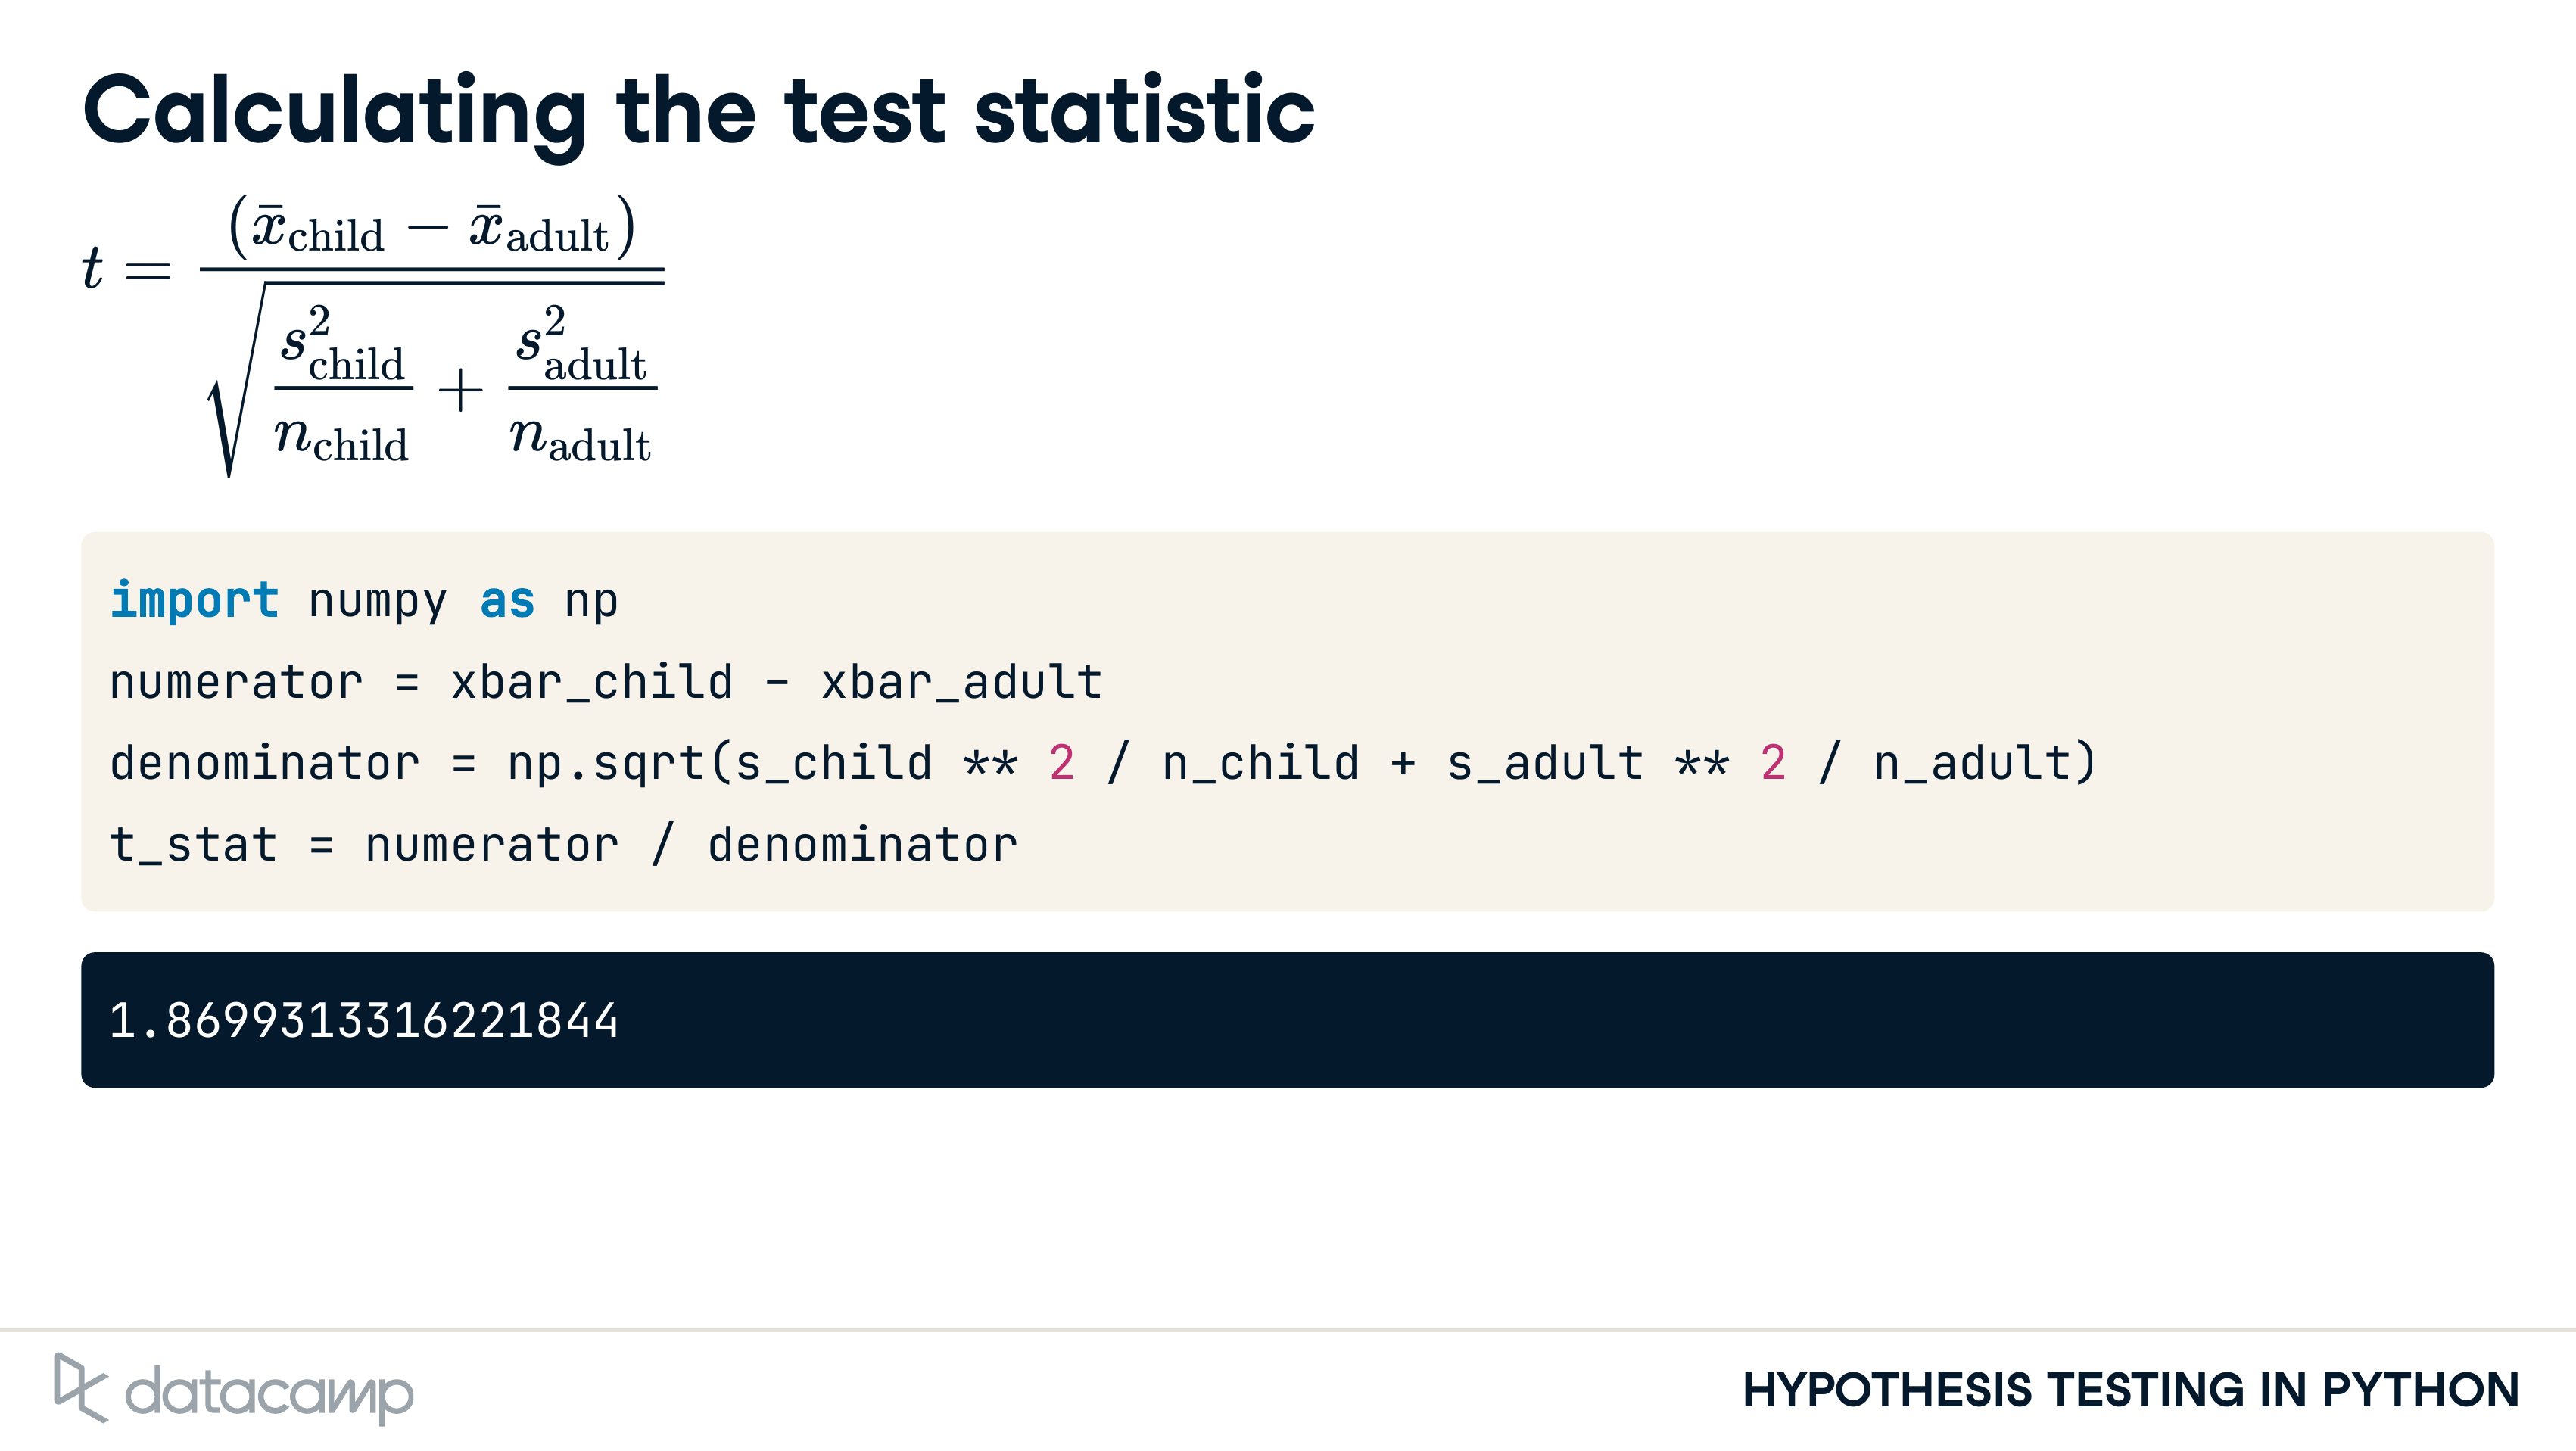 Calculating the test statistic
t = \frac{(\bar{x}_{\text{child}} - \bar{x}_{\text{adult}})}{\sqrt{\frac{s^2_{\text{child}}}{n_{\text{child}}} + \frac{s^2_{\text{adult}}}{n_{\text{adult}}}}}
import numpy as np
numerator = xbar_child - xbar_adult
denominator = np.sqrt(s_child ** 2 / n_child + s_adult ** 2 / n_adult)
t_stat = numerator / denominator
1.8699313316221844
datacamp
HYPOTHESIS TESTING IN PYTHON